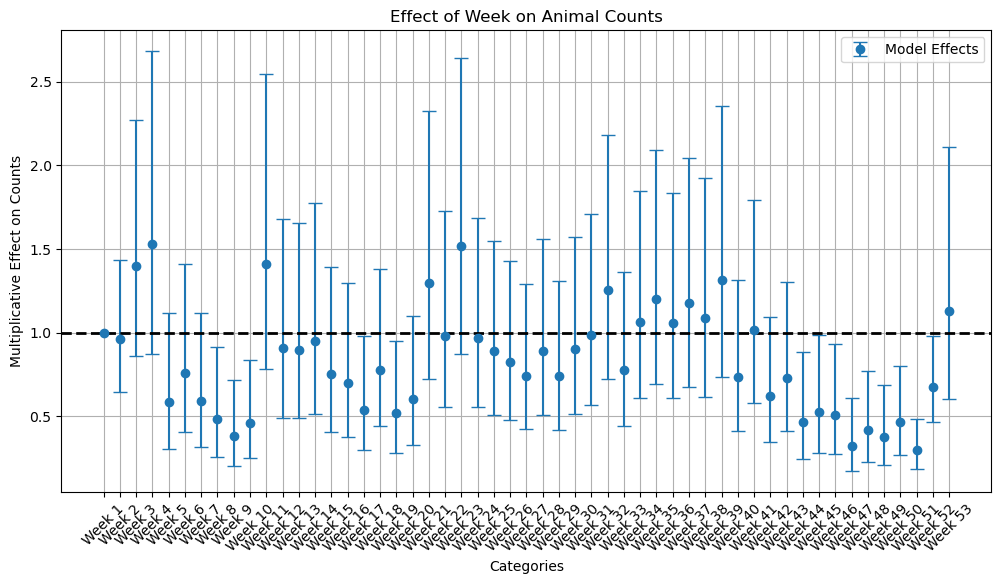 Effect of Week on Animal Counts
Model Effects
Multiplicative Effect on Counts
2.5
2.0
1.5
1.0
0.5
Week 1
Week 2
Week 3
Week 4
Week 5
Week 6
Week 7
Week 8
Week 9
Week 10
Week 11
Week 12
Week 13
Week 14
Week 15
Week 16
Week 17
Week 18
Week 19
Week 20
Week 21
Week 22
Week 23
Week 24
Week 25
Week 26
Week 27
Week 28
Week 29
Week 30
Week 31
Week 32
Week 33
Week 34
Week 35
Week 36
Week 37
Week 38
Week 39
Week 40
Week 41
Week 42
Week 43
Week 44
Week 45
Week 46
Week 47
Week 48
Week 49
Week 50
Week 51
Week 52
Week 53
Categories